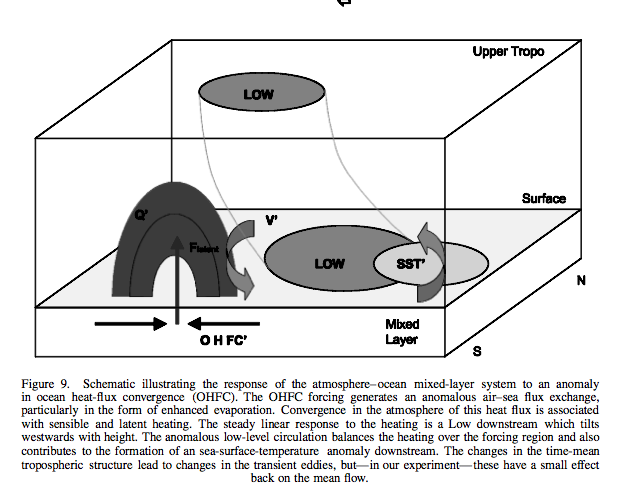 Upper Tropo
LOW
Surface
Q'
V'
Flatent
LOW
SST'
N
Mixed
Layer
O H FC'
S
Figure 9. Schematic illustrating the response of the atmosphere–ocean mixed-layer system to an anomaly
in ocean heat-flux convergence (OHFC). The OHFC forcing generates an anomalous air–sea flux exchange,
particularly in the form of enhanced evaporation. Convergence in the atmosphere of this heat flux is associated
with sensible and latent heating. The steady linear response to the heating is a Low downstream which tilts
westwards with height. The anomalous low-level circulation balances the heating over the forcing region and also
contributes to the formation of an sea-surface-temperature anomaly downstream. The changes in the time-mean
tropospheric structure lead to changes in the transient eddies, but—in our experiment—these have a small effect
back on the mean flow.